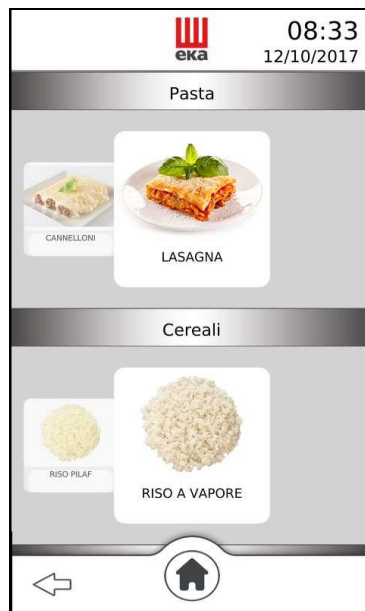 eka
08:33
12/10/2017
Pasta
CANNELLONI
LASAGNA
Cereali
RISO PILAF
RISO A VAPORE